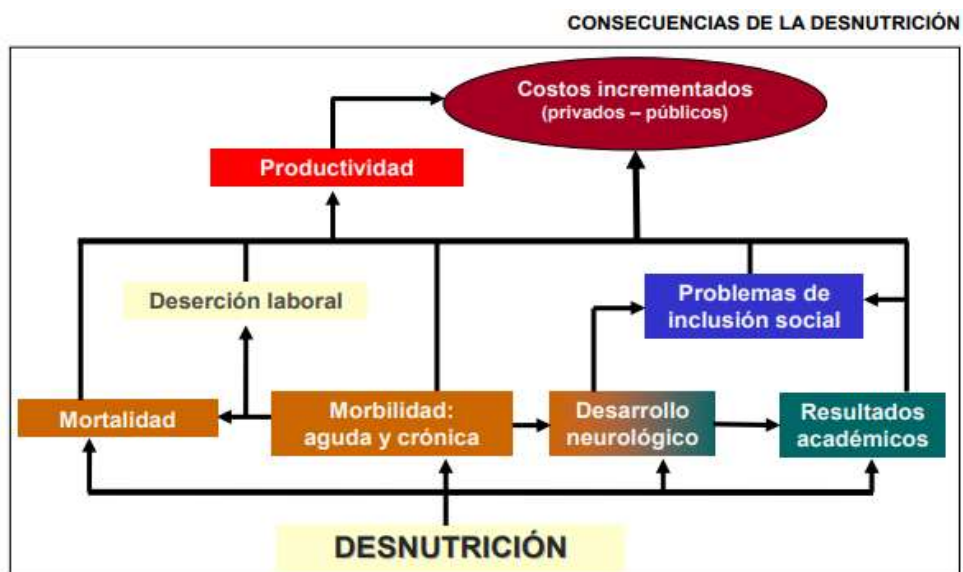 CONSECUENCIAS DE LA DESNUTRICIÓN
Costos incrementados
(privados – públicos)
Productividad
Deserción laboral
Problemas de
inclusión social
Mortalidad
Morbilidad:
aguda y crónica
Desarrollo
neurológico
Resultados
académicos
DESNUTRICIÓN